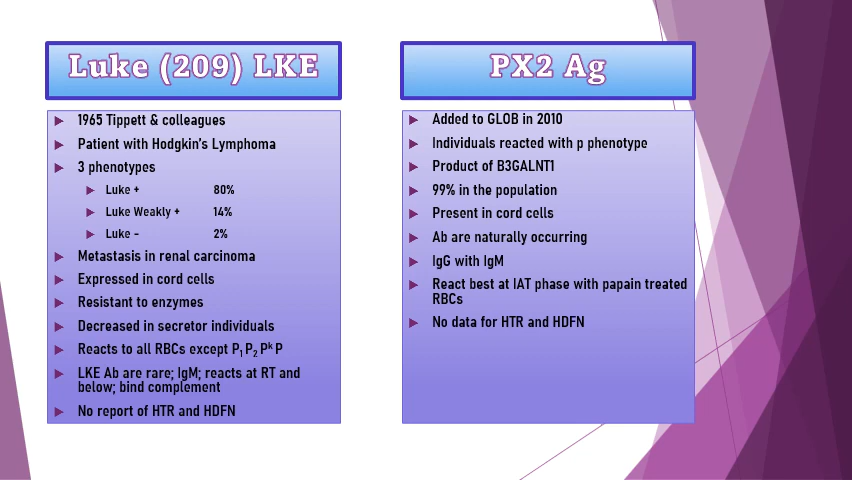 Luke (209) LKE
1965 Tippett & colleagues
Patient with Hodgkin's Lymphoma
3 phenotypes
Luke + 80%
Luke Weakly + 14%
Luke – 2%
Metastasis in renal carcinoma
Expressed in cord cells
Resistant to enzymes
Decreased in secretor individuals
Reacts to all RBCs except P₁ P₂ Pᵏ P
LKE Ab are rare; IgM; reacts at RT and
below; bind complement
No report of HTR and HDFN
PX2 Ag
Added to GLOB in 2010
Individuals reacted with p phenotype
Product of B3GALNT1
99% in the population
Present in cord cells
Ab are naturally occurring
IgG with IgM
React best at IAT phase with papain treated
RBCs
No data for HTR and HDFN